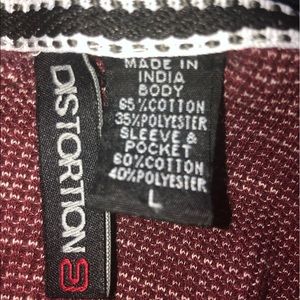 DISTORTION
MADE IN
INDIA
BODY
65%COTTON
35%POLYESTER
SLEEVE &
POCKET
60%COTTON
40%POLYESTER
L